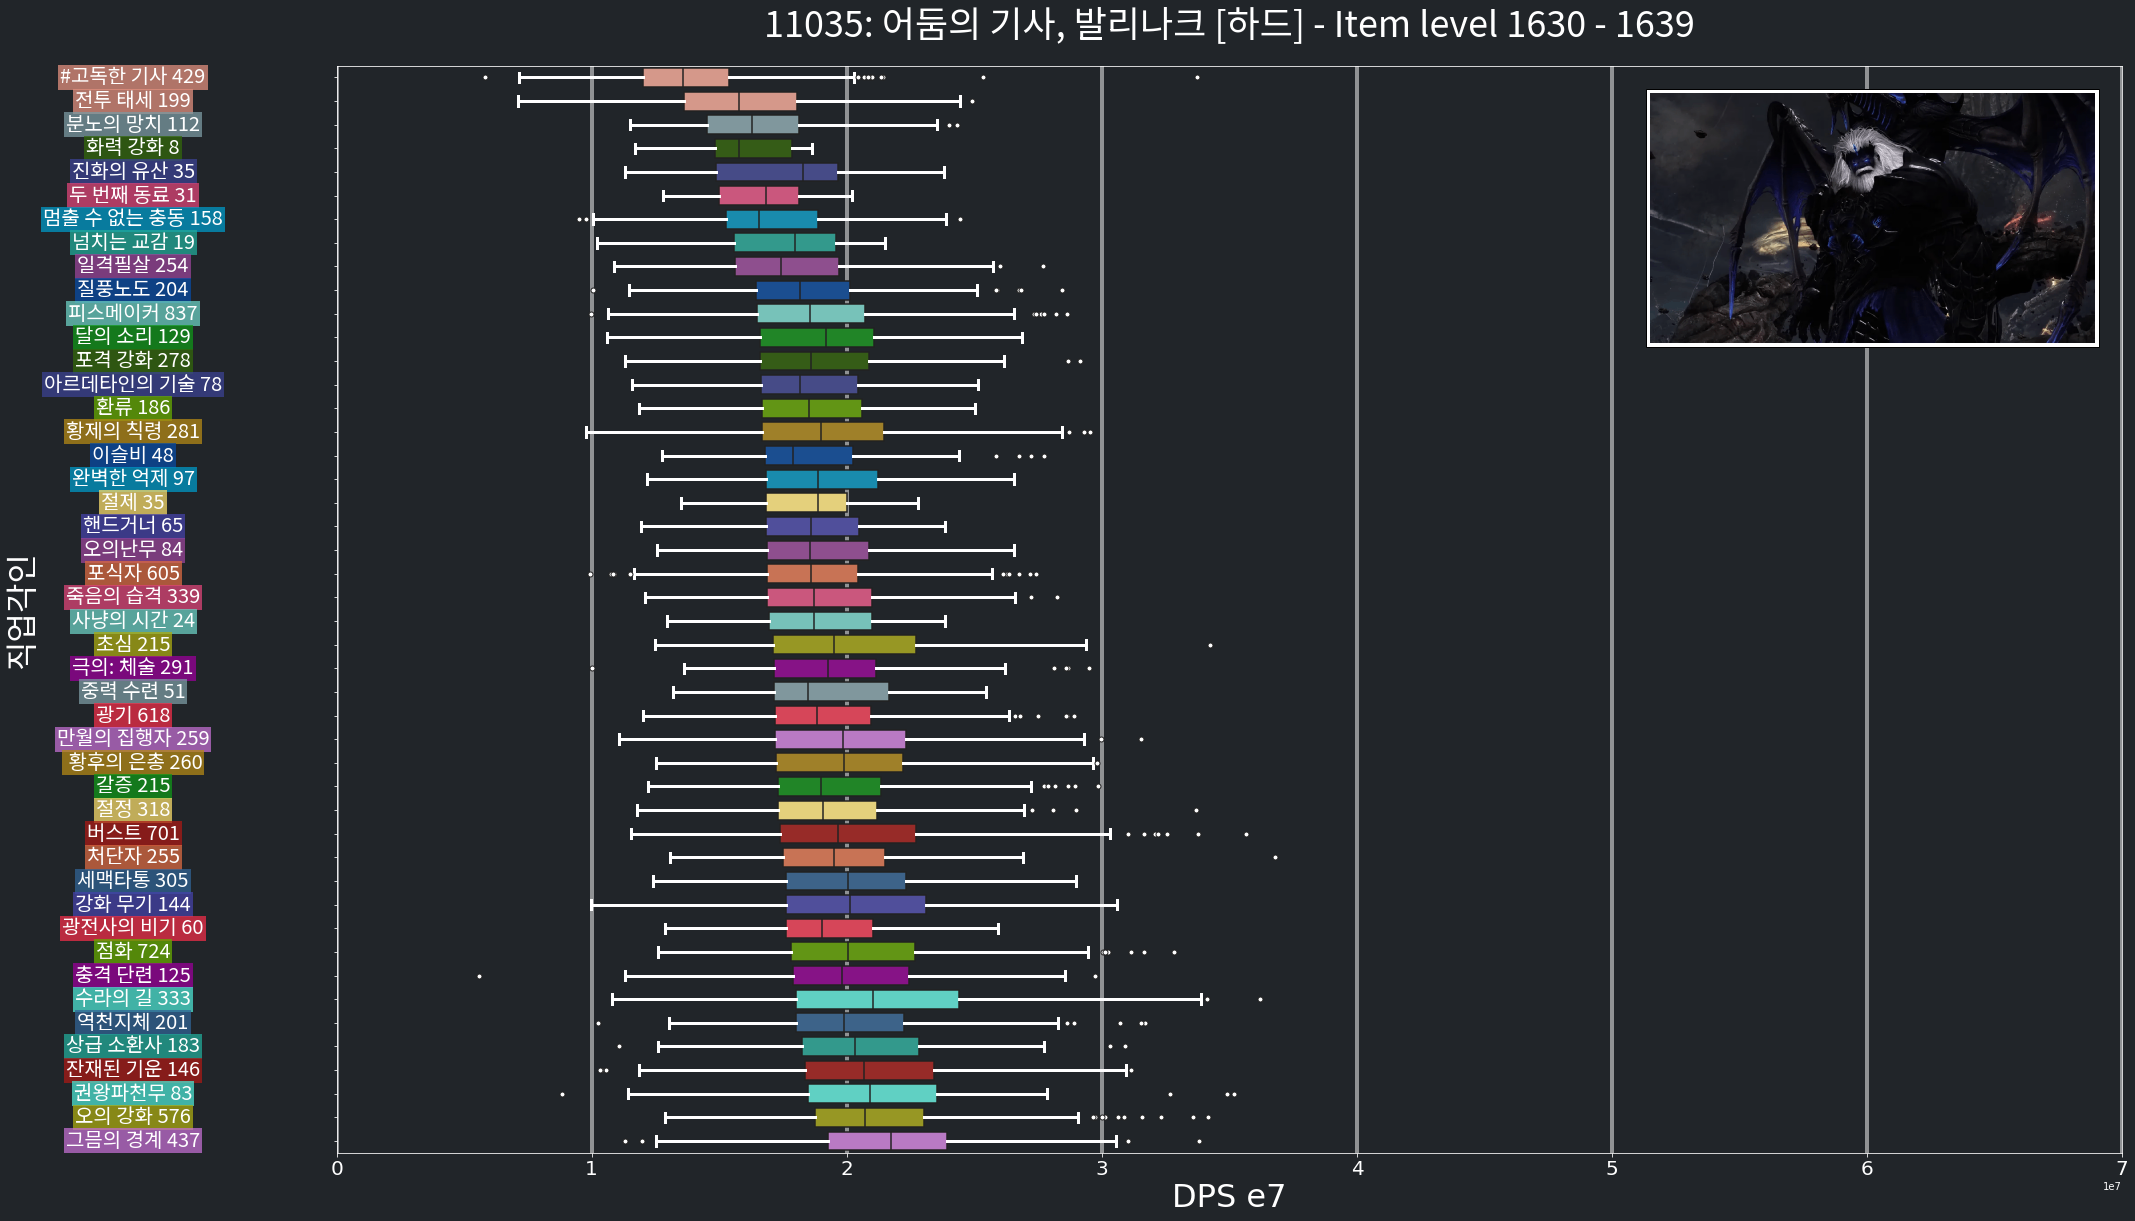 11035: 어둠의 기사, 발리나크 [하드] - Item level 1630 - 1639
직업각인
#고독한 기사 429
전투 태세 199
분노의 망치 112
화력 강화 8
진화의 유산 35
두 번째 동료 31
멈출 수 없는 충동 158
넘치는 교감 19
일격필살 254
질풍노도 204
피스메이커 837
달의 소리 129
포격 강화 278
아르데타인의 기술 78
환류 186
황제의 칙령 281
이슬비 48
완벽한 억제 97
절제 35
핸드거너 65
오의난무 84
포식자 605
죽음의 습격 339
사냥의 시간 24
초심 215
극의: 체술 291
중력 수련 51
광기 618
만월의 집행자 259
황후의 은총 260
갈증 215
절정 318
버스트 701
처단자 255
세맥타통 305
강화 무기 144
광전사의 비기 60
점화 724
충격 단련 125
수라의 길 333
역천지체 201
상급 소환사 183
잔재된 기운 146
권왕파천무 83
오의 강화 576
그믐의 경계 437
0 1 2 3 4 5 6 7
1e7
DPS e7